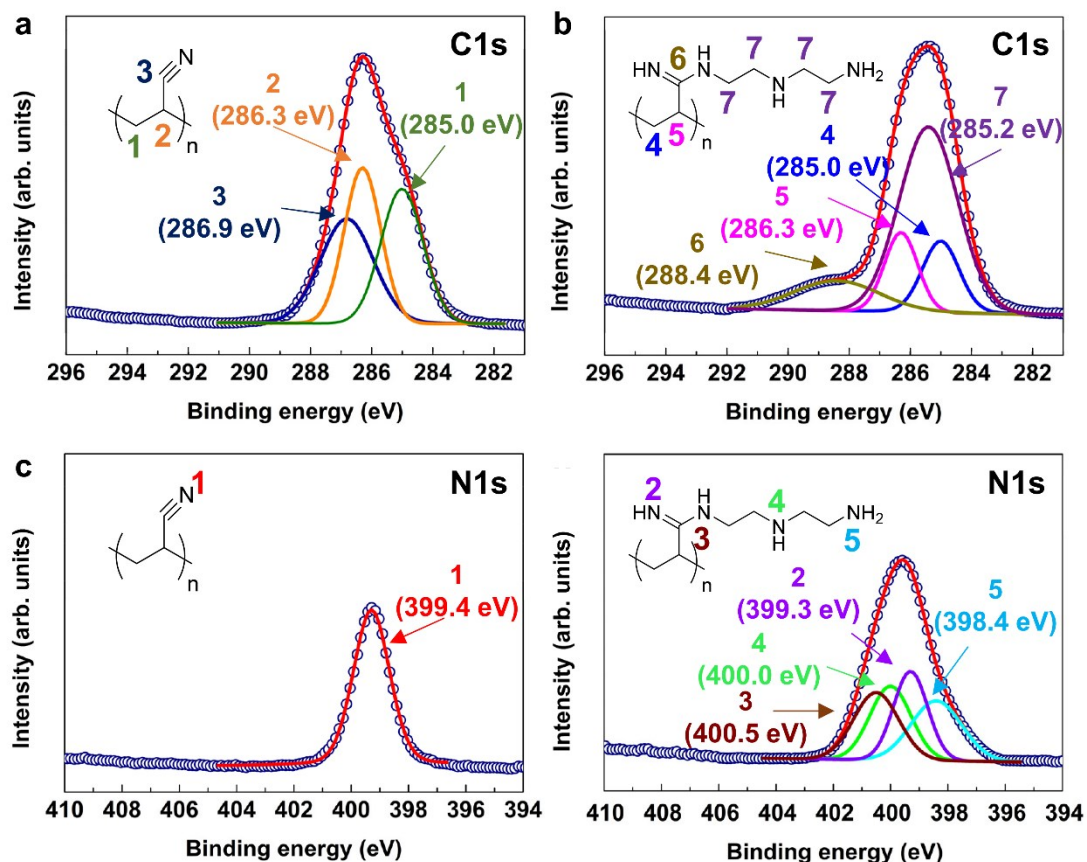 a
C1s
N
3
1
2
n
2
(286.3 eV)
1
(285.0 eV)
3
(286.9 eV)
Intensity (arb. units)
296 294 292 290 288 286 284 282
Binding energy (eV)
b
C1s
6
HN
H
N
7
7
7
7
N
H
NH2
4
5
n
7
(285.2 eV)
4
(285.0 eV)
5
(286.3 eV)
6
(288.4 eV)
Intensity (arb. units)
296 294 292 290 288 286 284 282
Binding energy (eV)
c
N1s
N
1
n
1
(399.4 eV)
Intensity (arb. units)
410 408 406 404 402 400 398 396 394
Binding energy (eV)
N1s
2
HN
H
N
3
4
N
H
NH2
5
n
2
(399.3 eV)
5
(398.4 eV)
4
(400.0 eV)
3
(400.5 eV)
Intensity (arb. units)
410 408 406 404 402 400 398 396 394
Binding energy (eV)